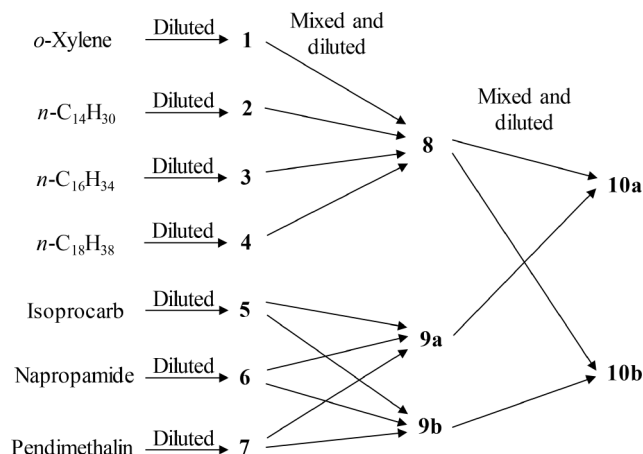 o-Xylene Diluted 1
Mixed and
diluted
n-C₁₄H₃₀ Diluted 2
n-C₁₆H₃₄ Diluted 3
n-C₁₈H₃₈ Diluted 4
8
Mixed and
diluted
10a
Isoprocarb Diluted 5
Napropamide Diluted 6
Pendimethalin Diluted 7
9a
9b
10b